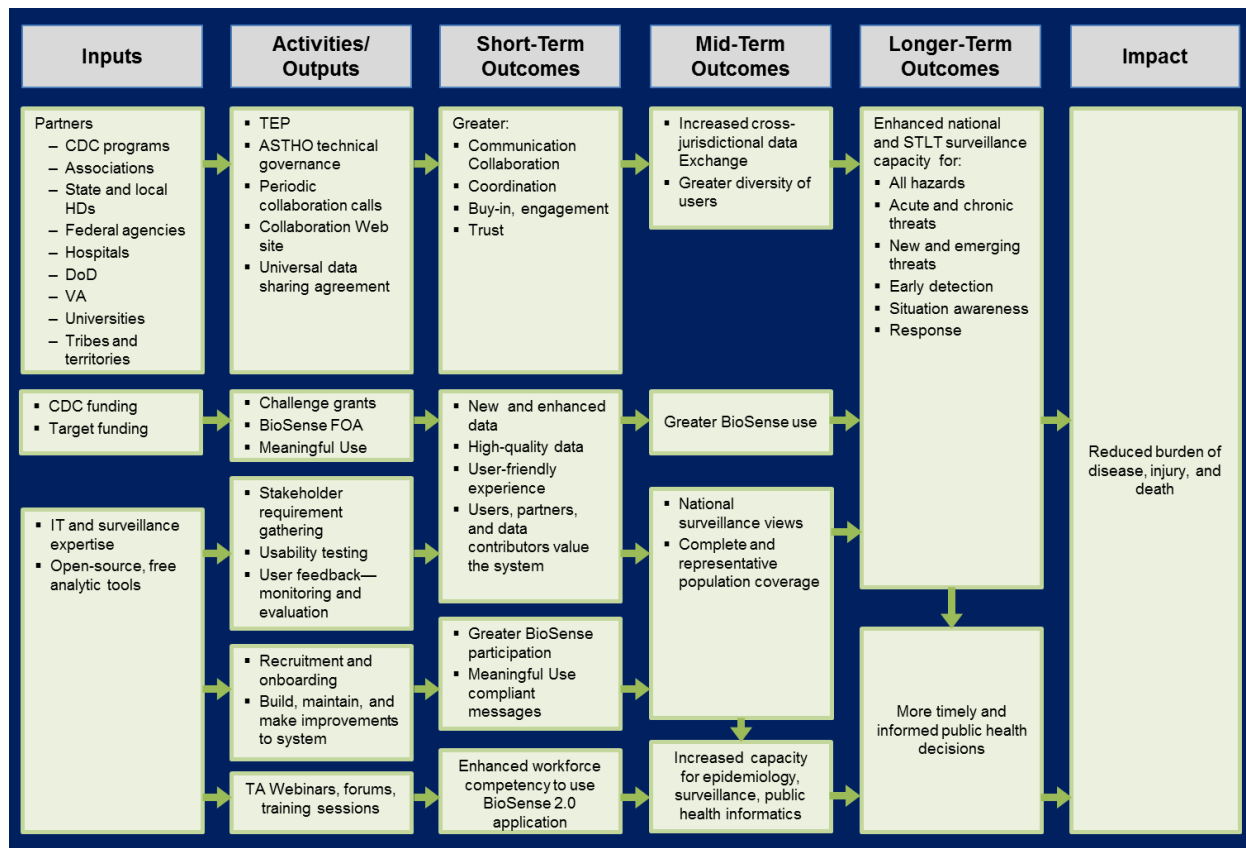 Inputs
Activities/
Outputs
Short-Term
Outcomes
Mid-Term
Outcomes
Longer-Term
Outcomes
Impact
Partners
– CDC programs
– Associations
– State and local
HDs
– Federal agencies
– Hospitals
– DoD
– VA
– Universities
– Tribes and
territories
▪ CDC funding
▪ Target funding
▪ IT and surveillance
expertise
▪ Open-source, free
analytic tools
▪ TEP
▪ ASTHO technical
governance
▪ Periodic
collaboration calls
▪ Collaboration Web
site
▪ Universal data
sharing agreement
▪ Challenge grants
▪ BioSense FOA
▪ Meaningful Use
▪ Stakeholder
requirement
gathering
▪ Usability testing
▪ User feedback—
monitoring and
evaluation
▪ Recruitment and
onboarding
▪ Build, maintain, and
make improvements
to system
TA Webinars, forums,
training sessions
Greater:
▪ Communication
Collaboration
▪ Coordination
▪ Buy-in, engagement
▪ Trust
▪ New and enhanced
data
▪ High-quality data
▪ User-friendly
experience
▪ Users, partners,
and data
contributors value
the system
▪ Greater BioSense
participation
▪ Meaningful Use
compliant
messages
Enhanced workforce
competency to use
BioSense 2.0
application
▪ Increased cross-
jurisdictional data
Exchange
▪ Greater diversity of
users
Greater BioSense use
▪ National
surveillance views
▪ Complete and
representative
population coverage
Increased capacity
for epidemiology,
surveillance, public
health informatics
Enhanced national
and STLT surveillance
capacity for:
▪ All hazards
▪ Acute and chronic
threats
▪ New and emerging
threats
▪ Early detection
▪ Situation awareness
▪ Response
More timely and
informed public health
decisions
Reduced burden of
disease, injury, and
death